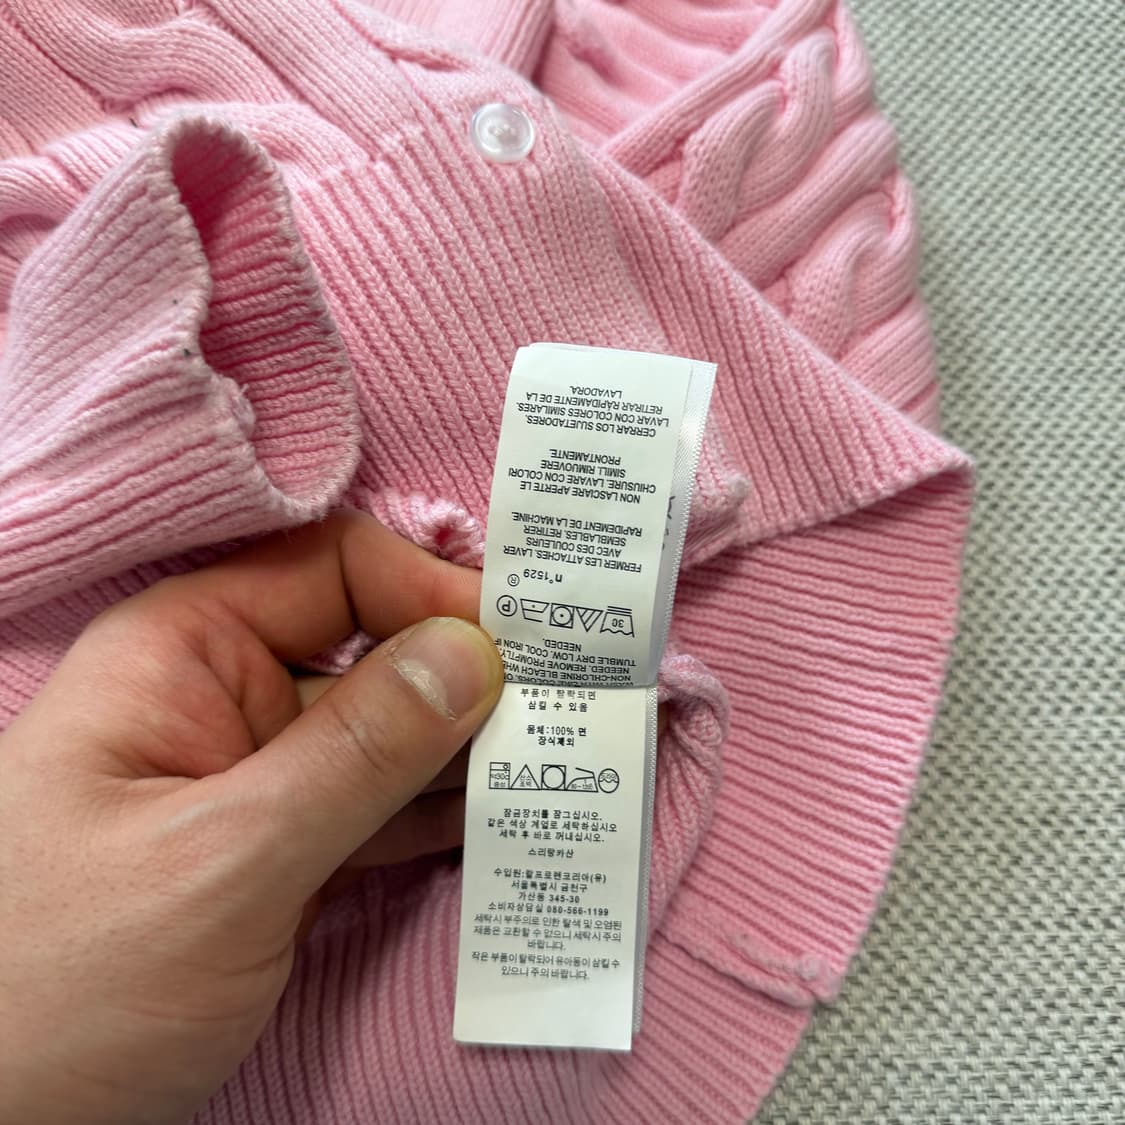 CERRAR LOS SUJETADORES.
LAVAR CON COLORES SIMILARES.
RETIRAR RÁPIDAMENTE DE LA
LAVADORA.
NON LASCIARE APERTE LE
CHIUSURE. LAVARE CON COLORI
SIMILI. RIMUOVERE
PRONTAMENTE.
FERMER LES ATTACHES. LAVER
AVEC DES COULEURS
SEMBLABLES. RETIRER
RAPIDEMENT DE LA MACHINE.
n°1529 ®
30 P
NON-CHLORINE BLEACH
NEEDED. REMOVE PROMPTLY.
TUMBLE DRY LOW. COOL IRON IF
NEEDED.
부품이 탈락되면
삼킬 수 있음
몸체:100% 면
장식제외
잠금장치를 잠그십시오.
같은 색상 계열로 세탁하십시오
세탁 후 바로 꺼내십시오.
스리랑카산
수입원:랄프로렌코리아(유)
서울특별시 금천구
가산동 345-30
소비자상담실 080-566-1199
세탁시 부주의로 인한 탈색 및 오염된
제품은 교환할 수 없으니 세탁시 주의
바랍니다.
작은 부품이 탈락되어 유아동이 삼킬 수
있으니 주의 바랍니다.